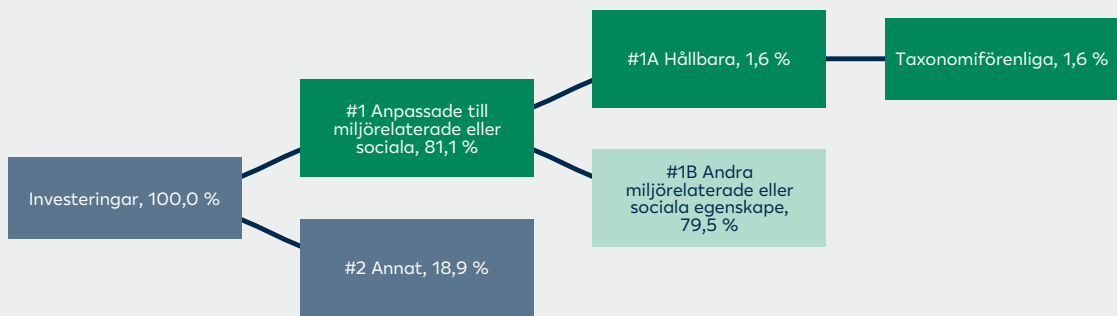 Investeringar, 100,0 %
#1 Anpassade till
miljörelaterade eller
sociala, 81,1 %
#2 Annat, 18,9 %
#1A Hållbara, 1,6 %
#1B Andra
miljörelaterade eller
sociala egenskape,
79,5 %
Taxonomiförenliga, 1,6 %